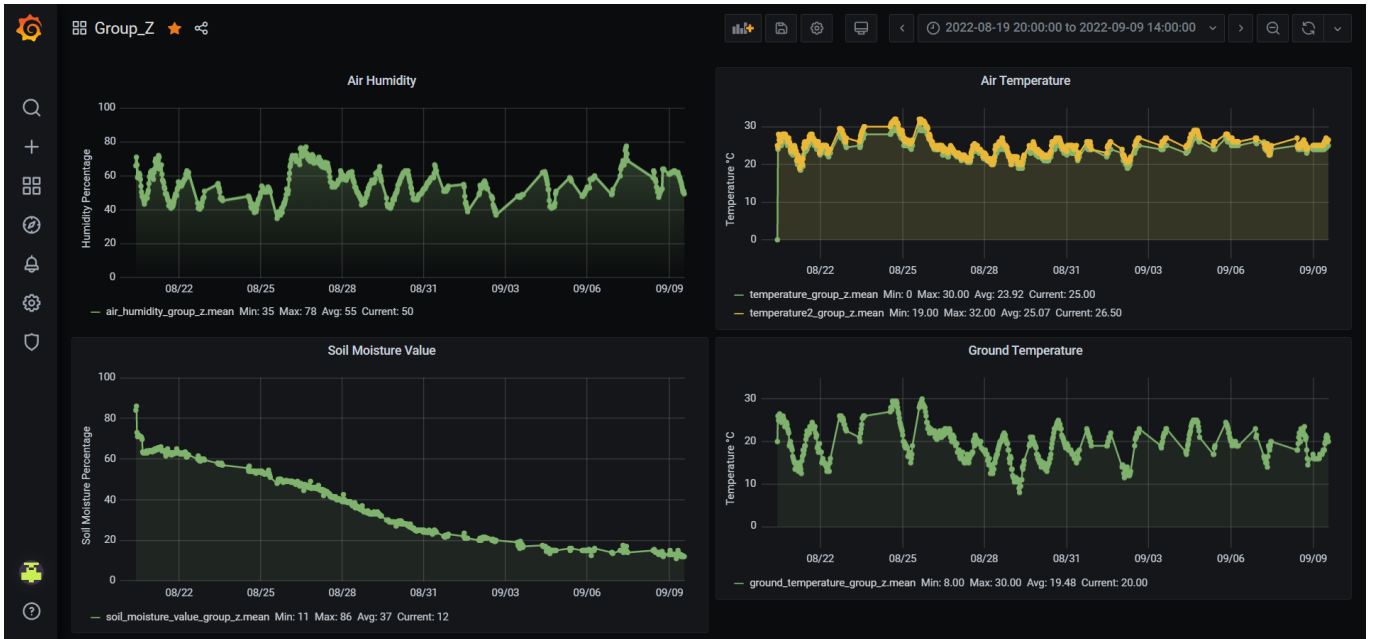 Group_Z
2022-08-19 20:00:00 to 2022-09-09 14:00:00
Air Humidity
Humidity Percentage
100
80
60
40
20
0
08/22 08/25 08/28 08/31 09/03 09/06 09/09
air_humidity_group_z.mean Min: 35 Max: 78 Avg: 55 Current: 50
Air Temperature
Temperature °C
30
20
10
0
08/22 08/25 08/28 08/31 09/03 09/06 09/09
temperature_group_z.mean Min: 0 Max: 30.00 Avg: 23.92 Current: 25.00
temperature2_group_z.mean Min: 19.00 Max: 32.00 Avg: 25.07 Current: 26.50
Soil Moisture Value
Soil Moisture Percentage
100
80
60
40
20
0
08/22 08/25 08/28 08/31 09/03 09/06 09/09
soil_moisture_value_group_z.mean Min: 11 Max: 86 Avg: 37 Current: 12
Ground Temperature
Temperature °C
30
20
10
0
08/22 08/25 08/28 08/31 09/03 09/06 09/09
ground_temperature_group_z.mean Min: 8.00 Max: 30.00 Avg: 19.48 Current: 20.00